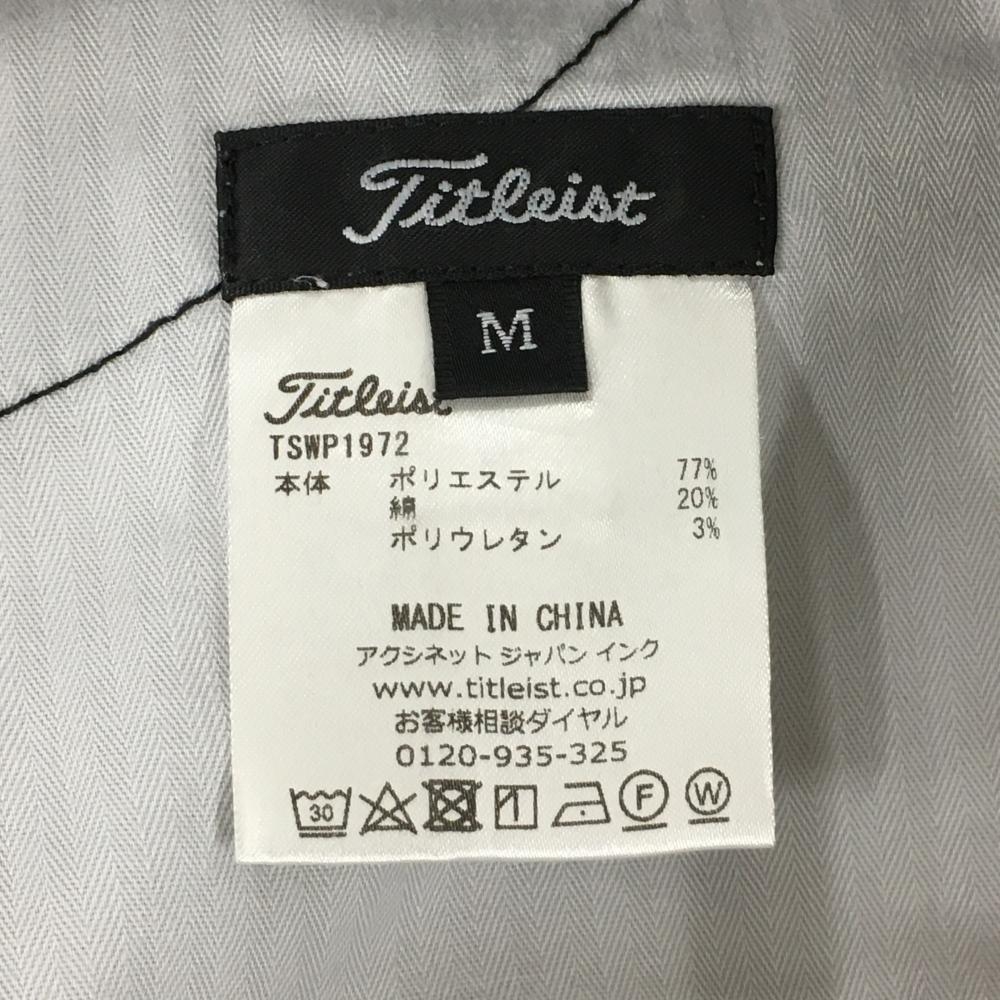 Titleist
M
Titleist
TSWP1972
本体 ポリエステル 77%
綿 20%
ポリウレタン 3%
MADE IN CHINA
アクシネット ジャパン インク
www.titleist.co.jp
お客様相談ダイヤル
0120-935-325
30 F W